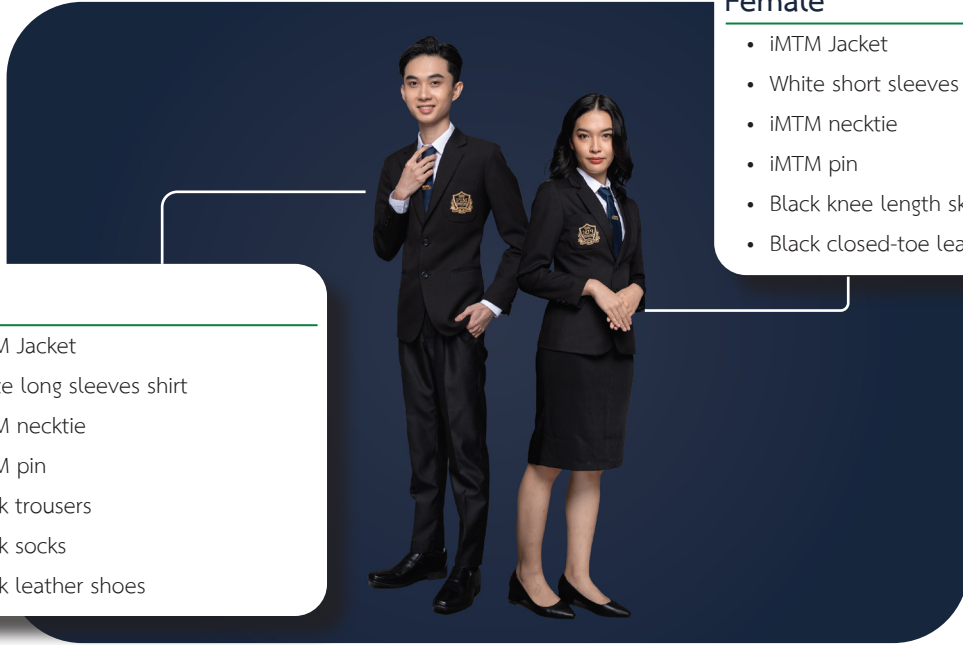 Female
• iMTM Jacket
• White short sleeves
• iMTM necktie
• iMTM pin
• Black knee length
• Black closed-toe
Jacket
long sleeves shirt
necktie
pin
trousers
socks
leather shoes